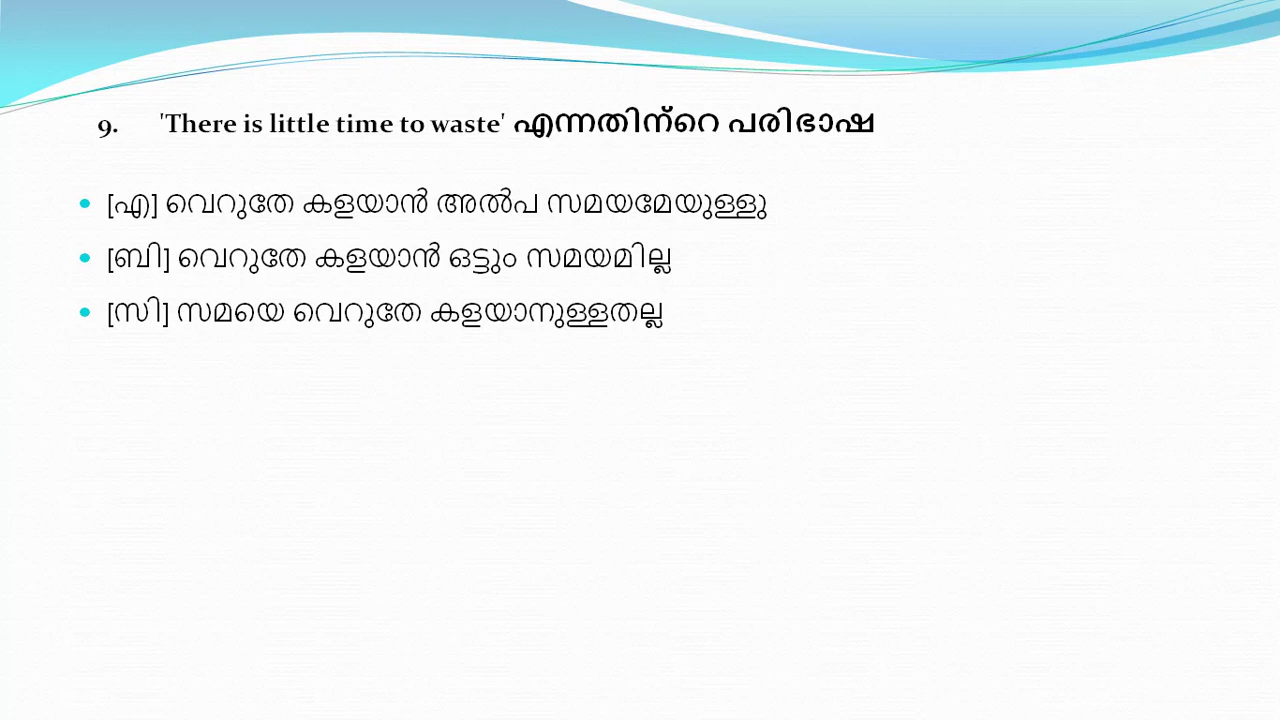 9. 'There is little time to waste' എന്നതിന്റെ പരിഭാഷ
• [എ] വെറുതേ കളയാൻ അൽപ സമയമേയുള്ളു
• [ബി] വെറുതേ കളയാൻ ഒട്ടും സമയമില്ല
• [സി] സമയെ വെറുതേ കളയാനുള്ളതല്ല